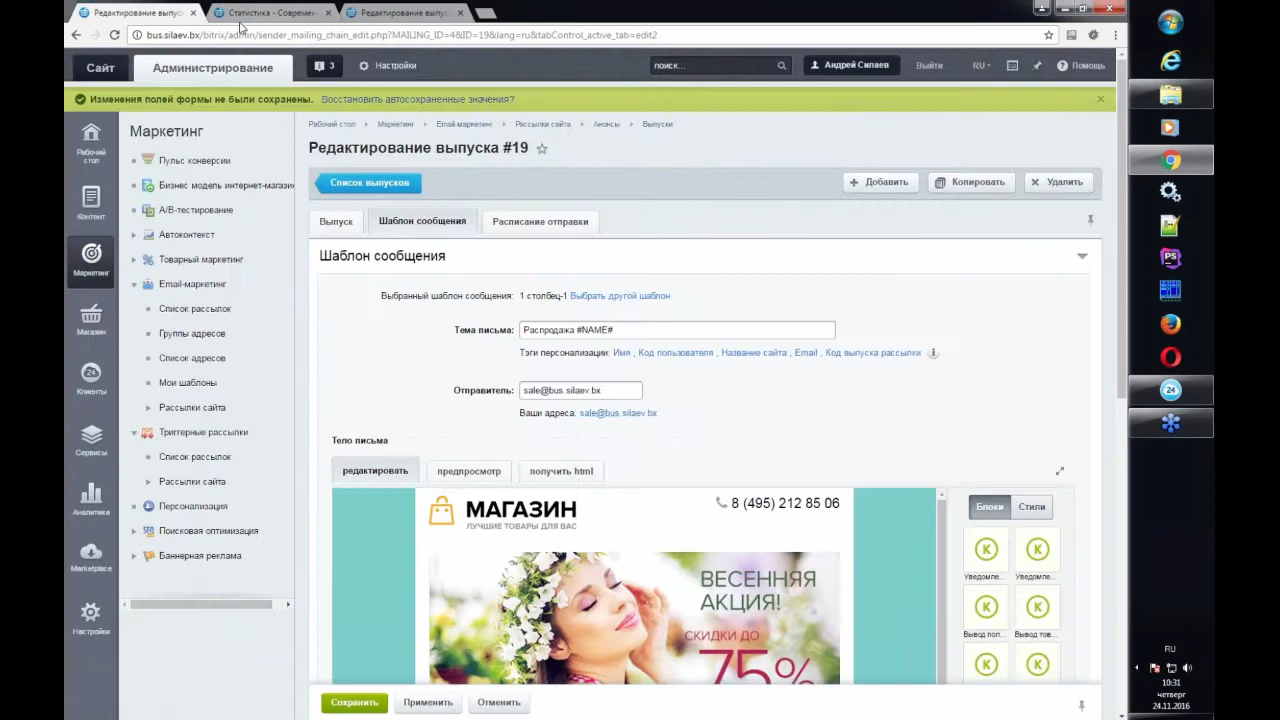 Редактирование выпус
Статистика - Современ
Редактирование выпус
bus.silaev.bx/bitrix/admin/sender_mailing_chain_edit.php?MAILING_ID=4&ID=19&lang=ru&tabControl_active_tab=edit2
Сайт
Администрирование
3
Настройки
поиск...
Андрей Силаев
Выйти
RU
Помощь
Изменения полей формы не были сохранены. Восстановить автосохраненные значения?
Рабочий стол
Контент
Маркетинг
Магазин
24
Клиенты
Сервисы
Аналитика
Marketplace
Настройки
Маркетинг
Пульс конверсии
Бизнес модель интернет-магази
A/B-тестирование
Автоконтекст
Товарный маркетинг
Email-маркетинг
Список рассылок
Группы адресов
Список адресов
Мои шаблоны
Рассылки сайта
Триггерные рассылки
Список рассылок
Рассылки сайта
Персонализация
Поисковая оптимизация
Баннерная реклама
Рабочий стол Маркетинг Email-маркетинг Рассылки сайта Анонсы Выпуски
Редактирование выпуска #19
Список выпусков
Добавить
Копировать
Удалить
Выпуск
Шаблон сообщения
Расписание отправки
Шаблон сообщения
Выбранный шаблон сообщения: 1 столбец-1 Выбрать другой шаблон
Тема письма: Распродажа #NAME#
Тэги персонализации: Имя , Код пользователя , Название сайта , Email , Код выпуска рассылки
Отправитель: sale@bus.silaev.bx
Ваши адреса: sale@bus.silaev.bx
Тело письма
редактировать
предпросмотр
получить html
МАГАЗИН
ЛУЧШИЕ ТОВАРЫ ДЛЯ ВАС
8 (495) 212 85 06
ВЕСЕННЯЯ
АКЦИЯ!
СКИДКИ ДО
75%
Блоки
Стили
K
K
Уведомле...
Уведомле...
K
K
Вывод пол...
Вывод тов...
K
K
Сохранить
Применить
Отменить
PS
24
RU
10:31
четверг
24.11.2016